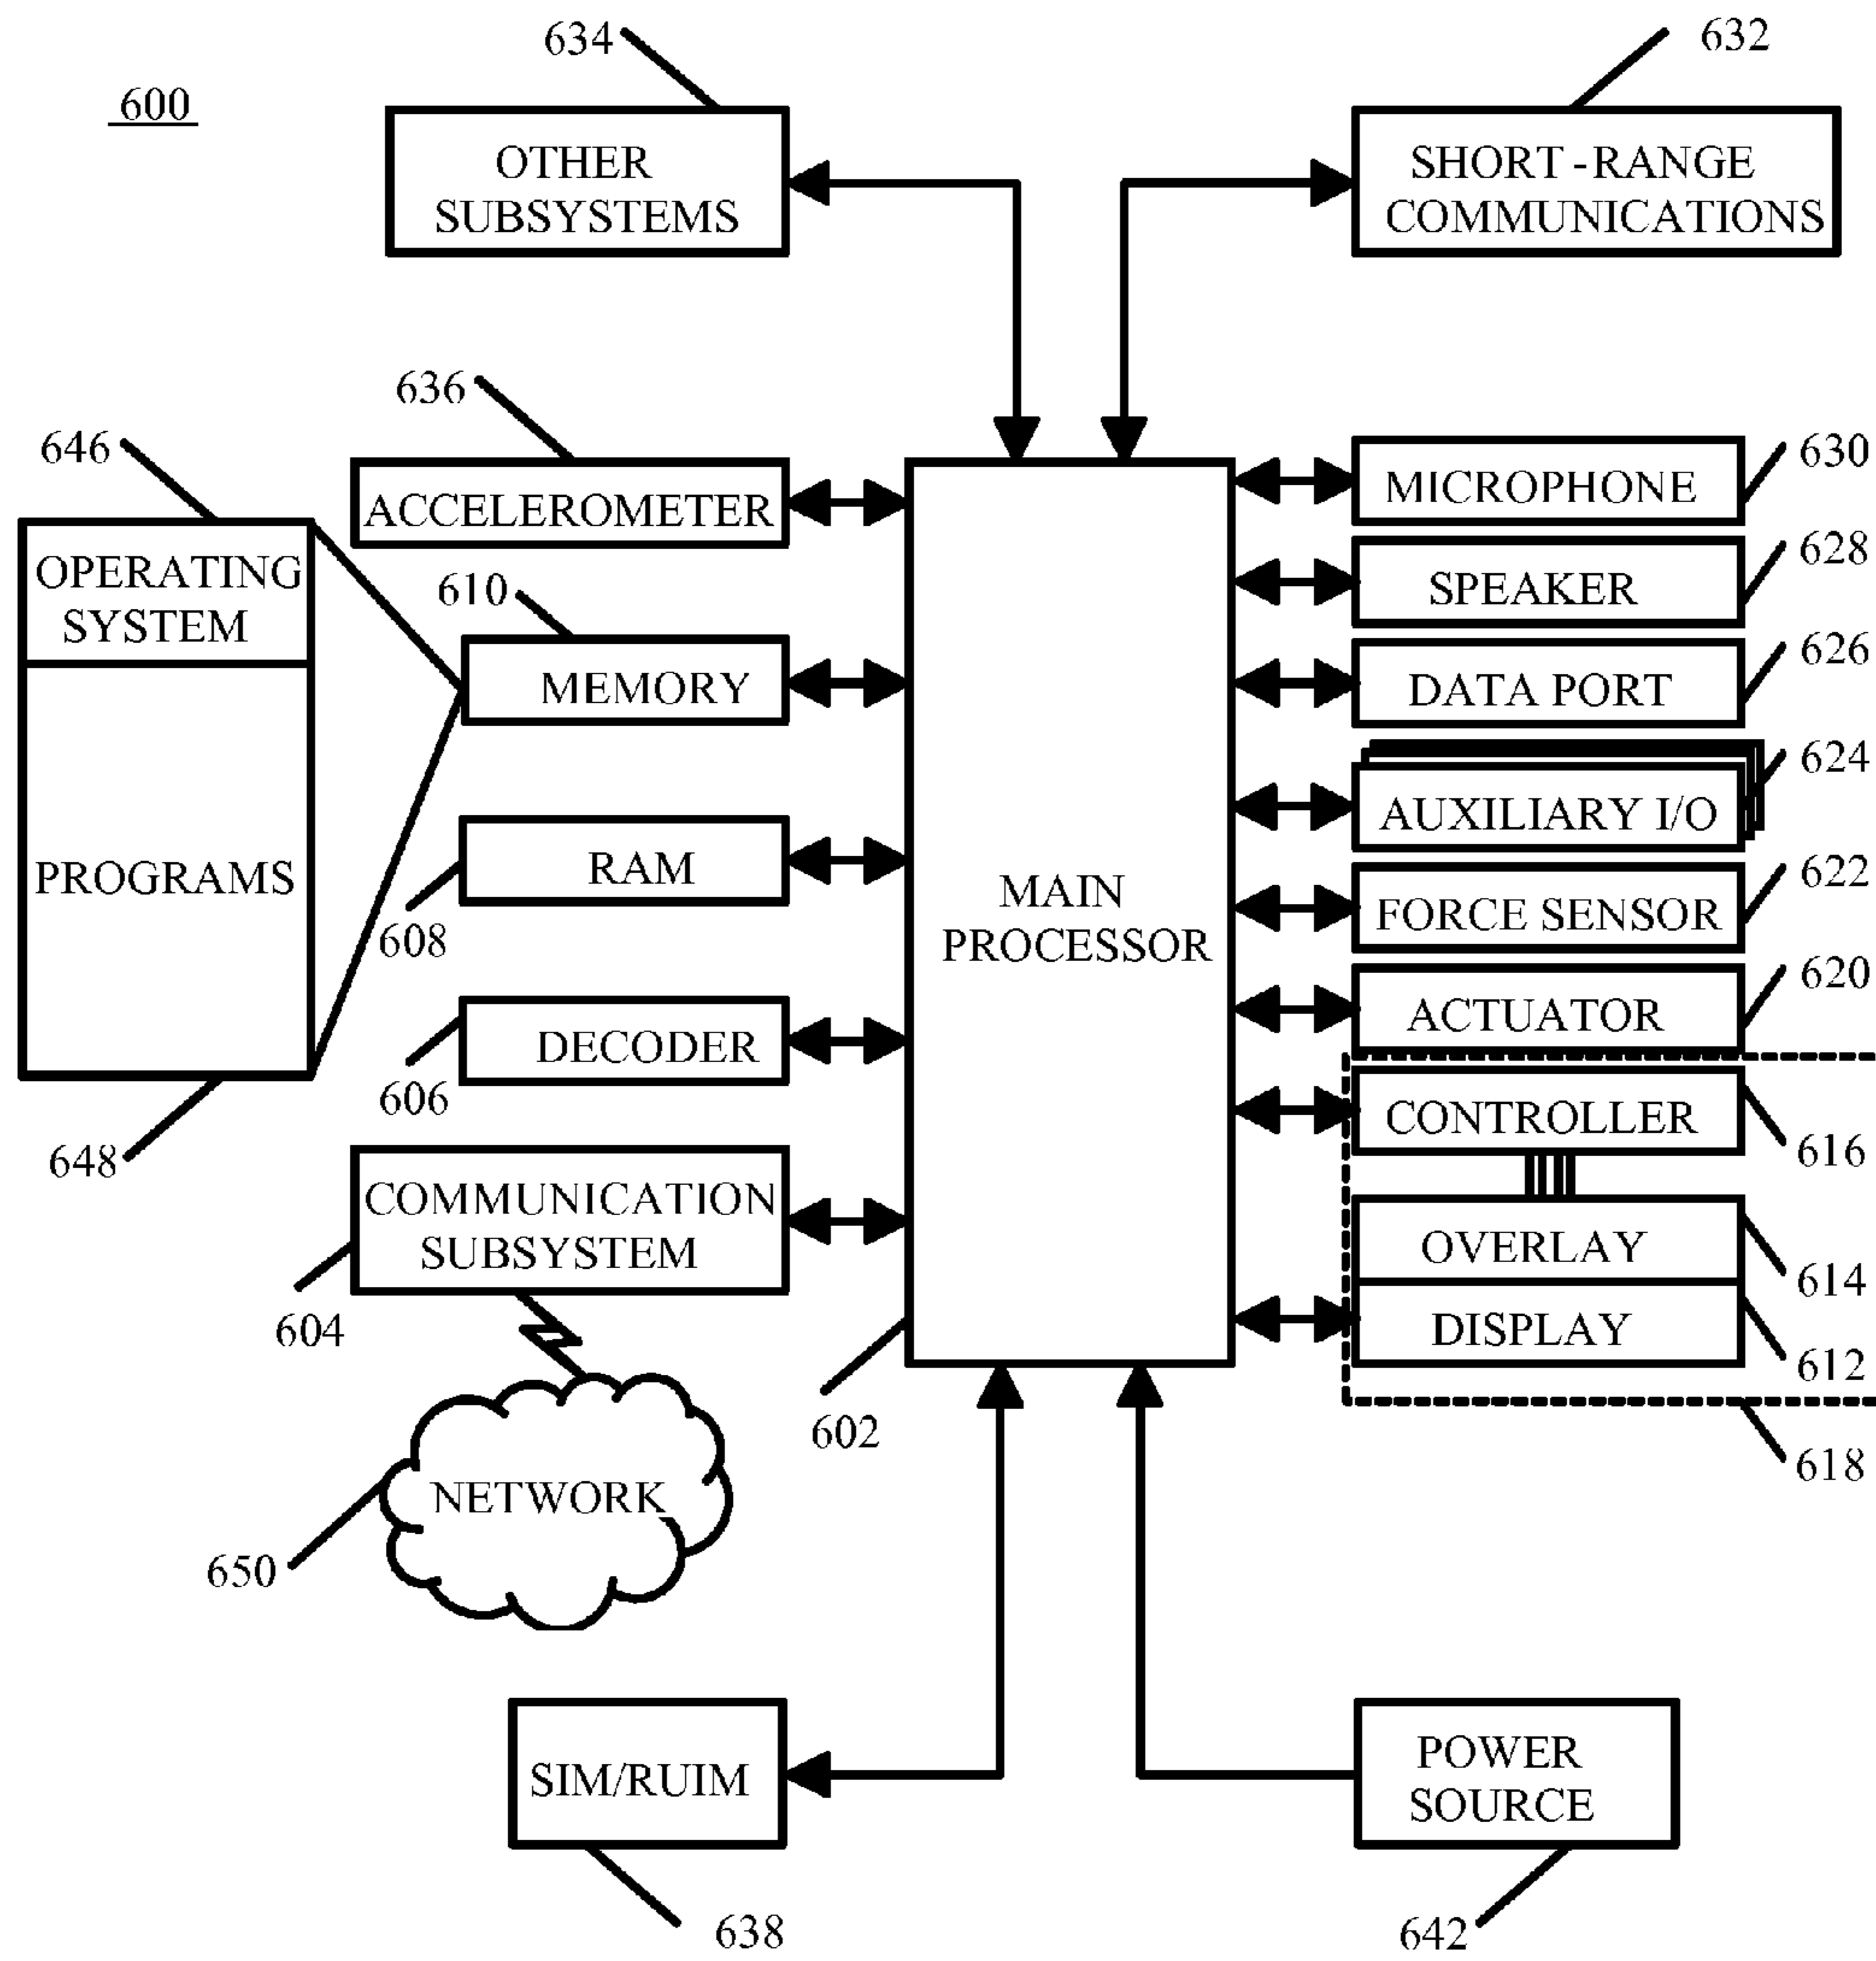 634
632
600
OTHER
SUBSYSTEMS
SHORT-RANGE
COMMUNICATIONS
636
646
ACCELEROMETER
MICROPHONE
630
OPERATING
SYSTEM
610
SPEAKER
628
MEMORY
DATA PORT
626
PROGRAMS
RAM
608
MAIN
PROCESSOR
AUXILIARY I/O
624
FORCE SENSOR
622
ACTUATOR
620
DECODER
606
CONTROLLER
616
648
COMMUNICATION
SUBSYSTEM
604
OVERLAY
614
DISPLAY
612
602
618
NETWORK
650
SIM/RUIM
POWER
SOURCE
638
642